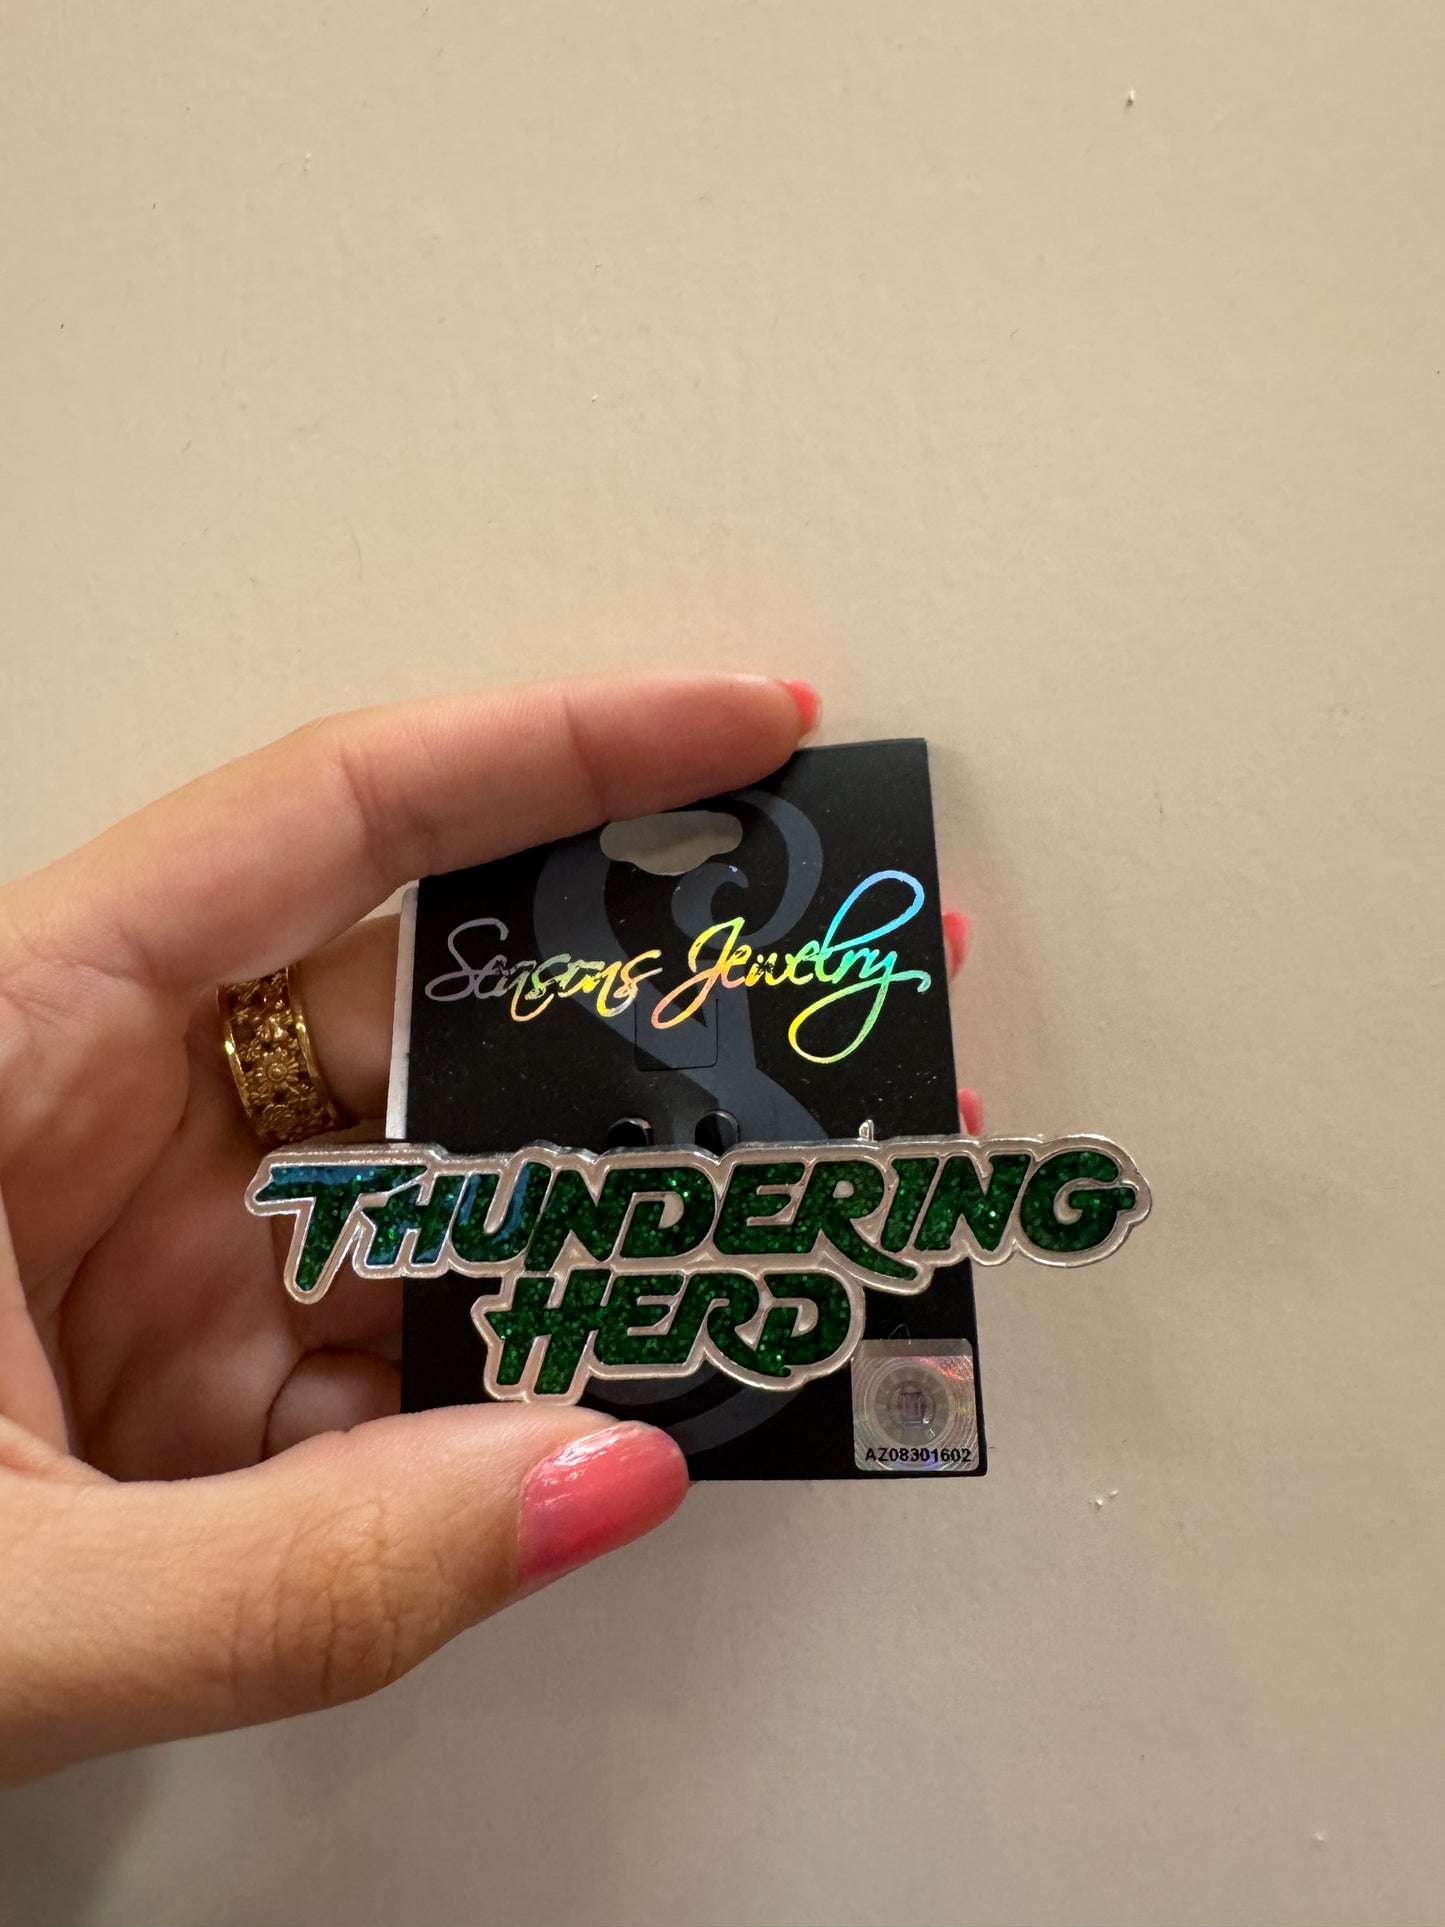 Seasons Jewelry
THUNDERING
HERD
AZ08301602